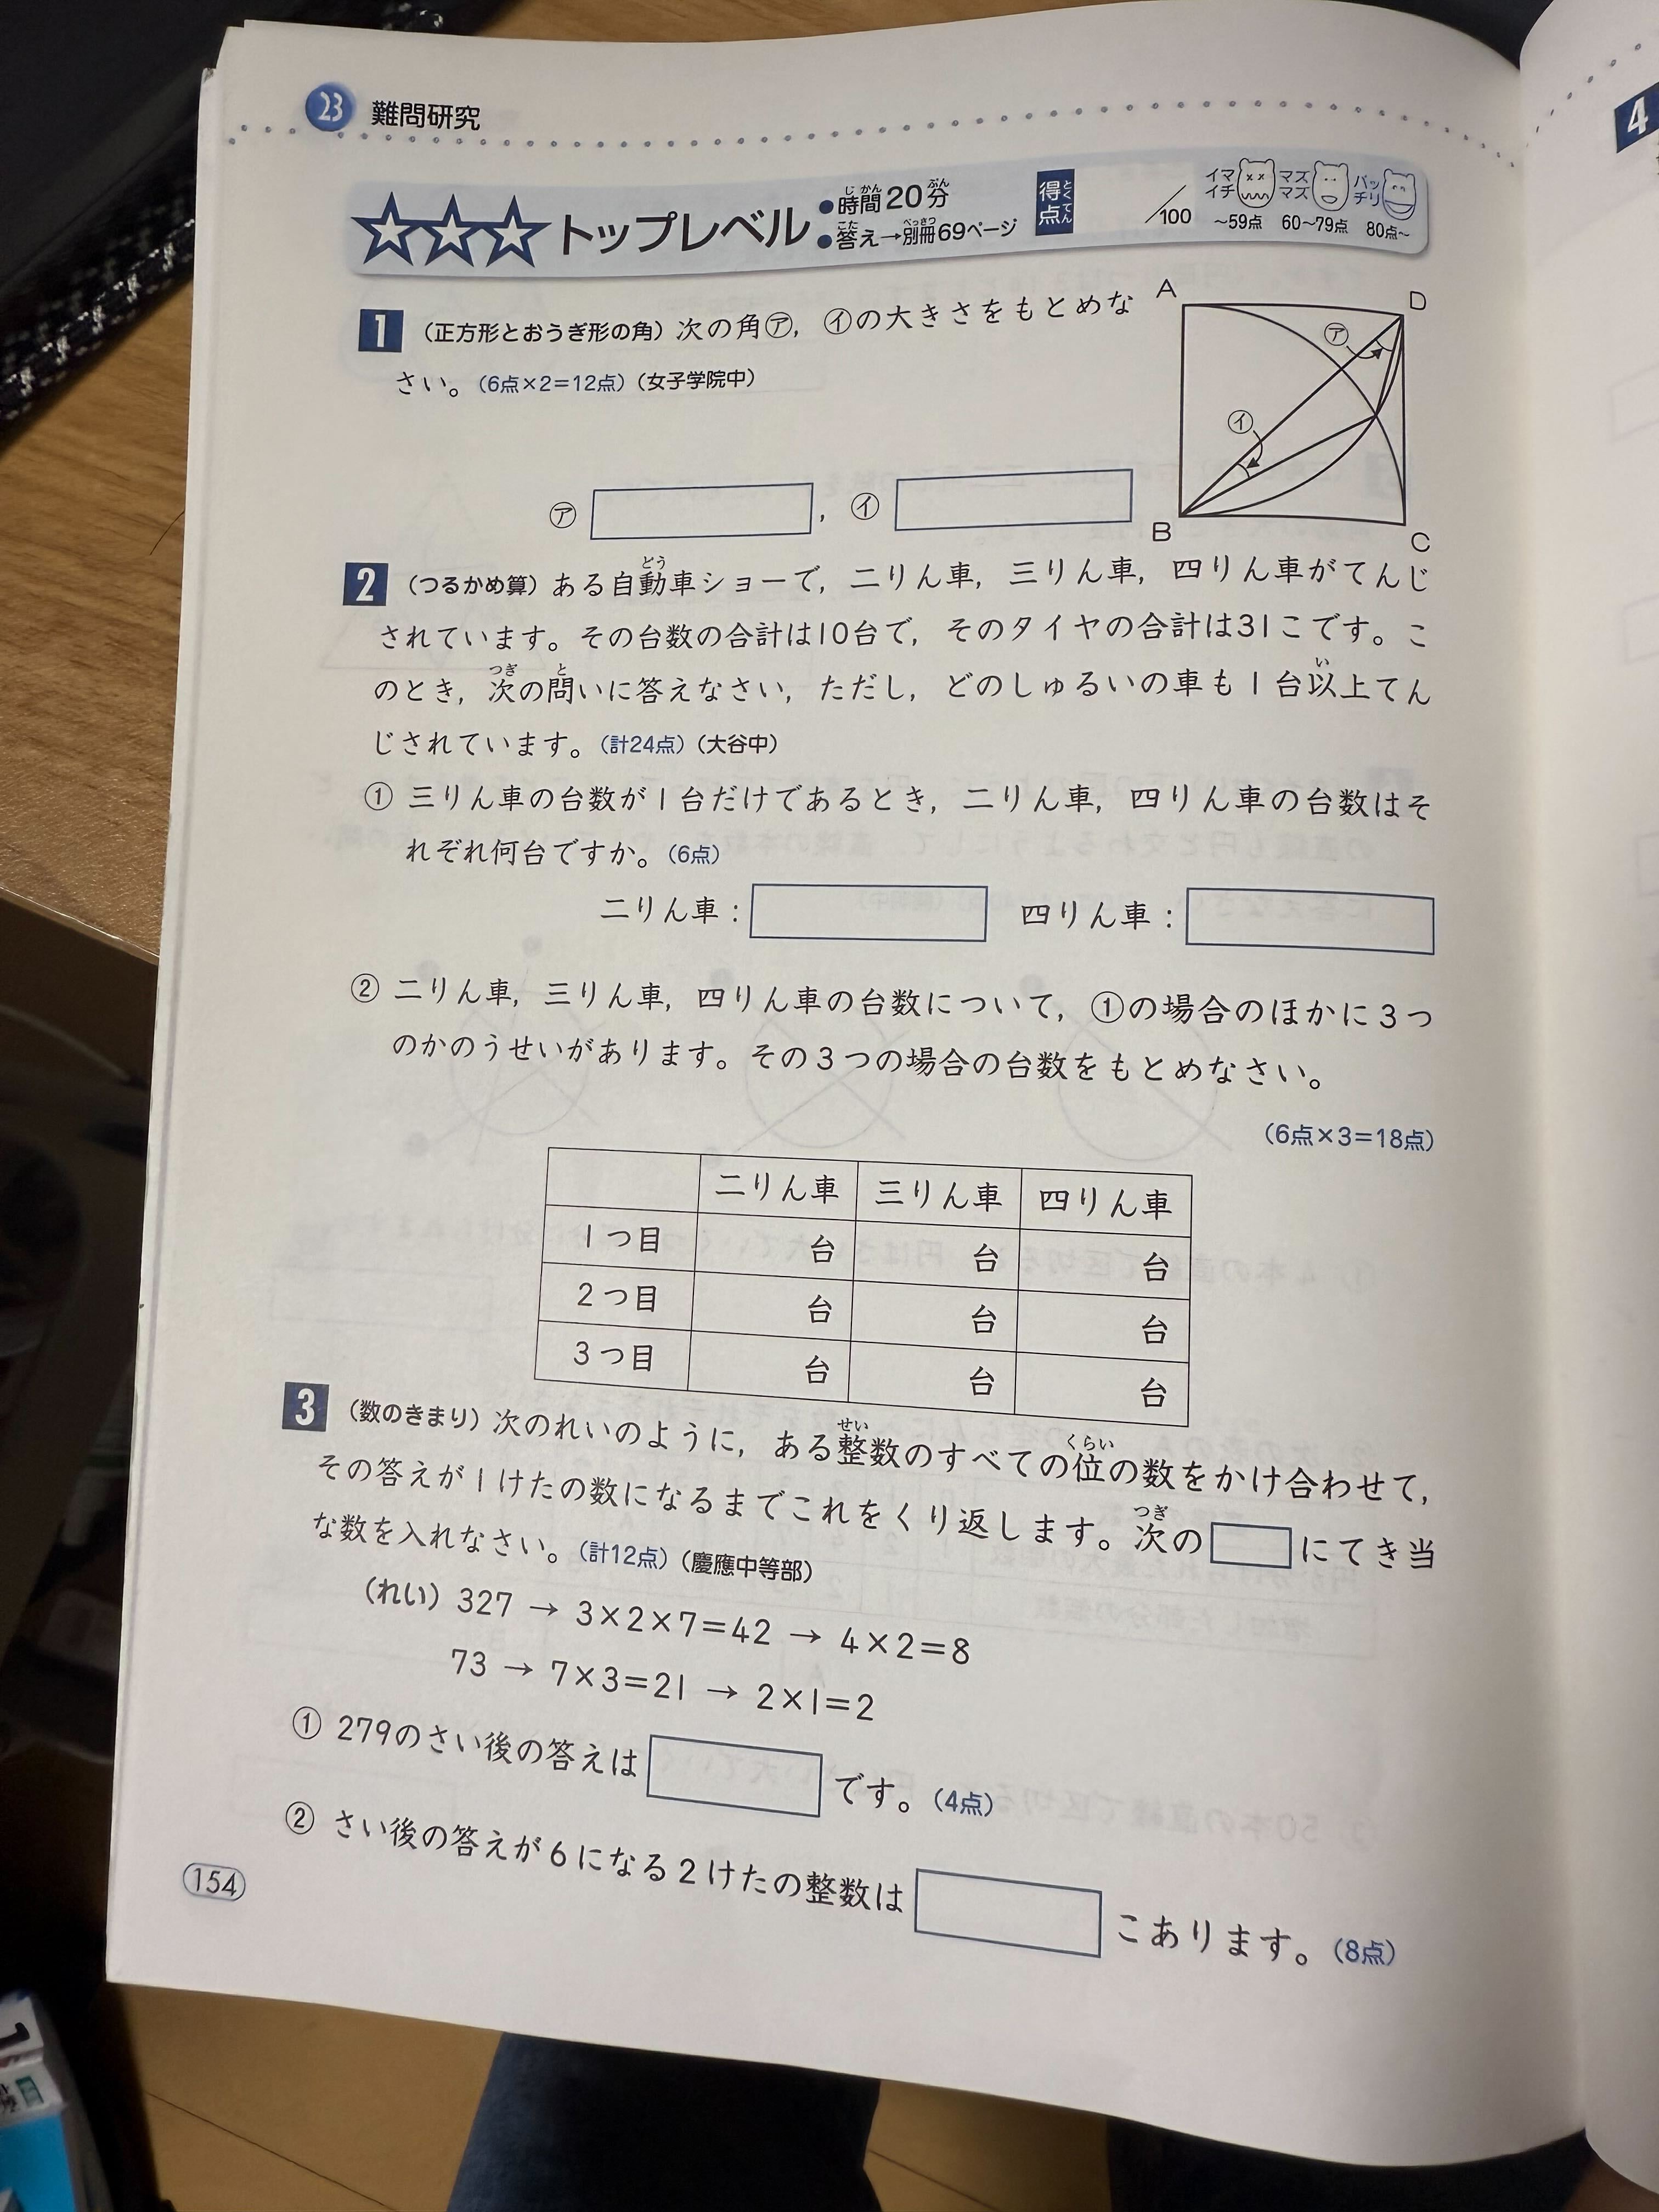 23 難問研究
☆☆☆ トップレベル
●時間20分
●答え→別冊69ページ
得点
/100
イマイチ ～59点
マズマズ 60～79点
バッチリ 80点～
1 (正方形とおうぎ形の角) 次の角㋐, ㋑の大きさをもとめな
さい。(6点×2=12点)(女子学院中)
㋐ , ㋑
A
D
㋐
㋑
B
C
2 (つるかめ算) ある自動車ショーで, 二りん車, 三りん車, 四りん車がてんじ
されています。その台数の合計は10台で, そのタイヤの合計は31こです。こ
のとき, 次の問いに答えなさい, ただし, どのしゅるいの車も1台以上てん
じされています。(計24点)(大谷中)
① 三りん車の台数が1台だけであるとき, 二りん車, 四りん車の台数はそ
れぞれ何台ですか。(6点)
二りん車: 四りん車:
② 二りん車, 三りん車, 四りん車の台数について, ①の場合のほかに3つ
のかのうせいがあります。その3つの場合の台数をもとめなさい。
(6点×3=18点)
二りん車 三りん車 四りん車
1つ目 台 台 台
2つ目 台 台 台
3つ目 台 台 台
3 (数のきまり) 次のれいのように, ある整数のすべての位の数をかけ合わせて,
その答えが1けたの数になるまでこれをくり返します。次の にてき当
な数を入れなさい。(計12点)(慶應中等部)
(れい) 327 → 3×2×7=42 → 4×2=8
73 → 7×3=21 → 2×1=2
① 279のさい後の答えは です。(4点)
② さい後の答えが6になる2けたの整数は こあります。(8点)
154
4